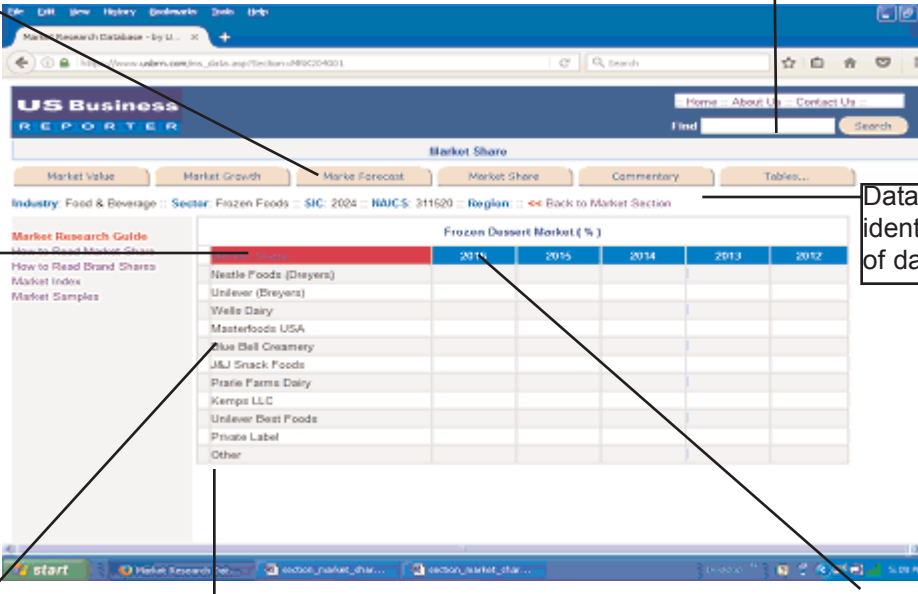 File Edit View History Bookmarks Tools Help
Market Research Database - by U...
Search
US Business
REPORTER
:: Home :: About Us :: Contact Us ::
Find Search
Market Share
Market Value Market Growth Marke Forecast Market Share Commentary Tables...
Industry: Food & Beverage :: Sector: Frozen Foods :: SIC: 2024 :: NAICS: 311520 :: Region: :: << Back to Market Section
Data
ident
of da
Market Research Guide
How to Read Market Share
How to Read Brand Shares
Market Index
Market Samples
Frozen Dessert Market ( % )
2016 2015 2014 2013 2012
Nestle Foods (Dreyers)
Unilever (Breyers)
Wells Dairy
Masterfoods USA
Blue Bell Creamery
J&J Snack Foods
Prarie Farms Dairy
Kemps LLC
Unilever Best Foods
Private Label
Other
start Market Research Dat... section_market_shar... section_market_shar...